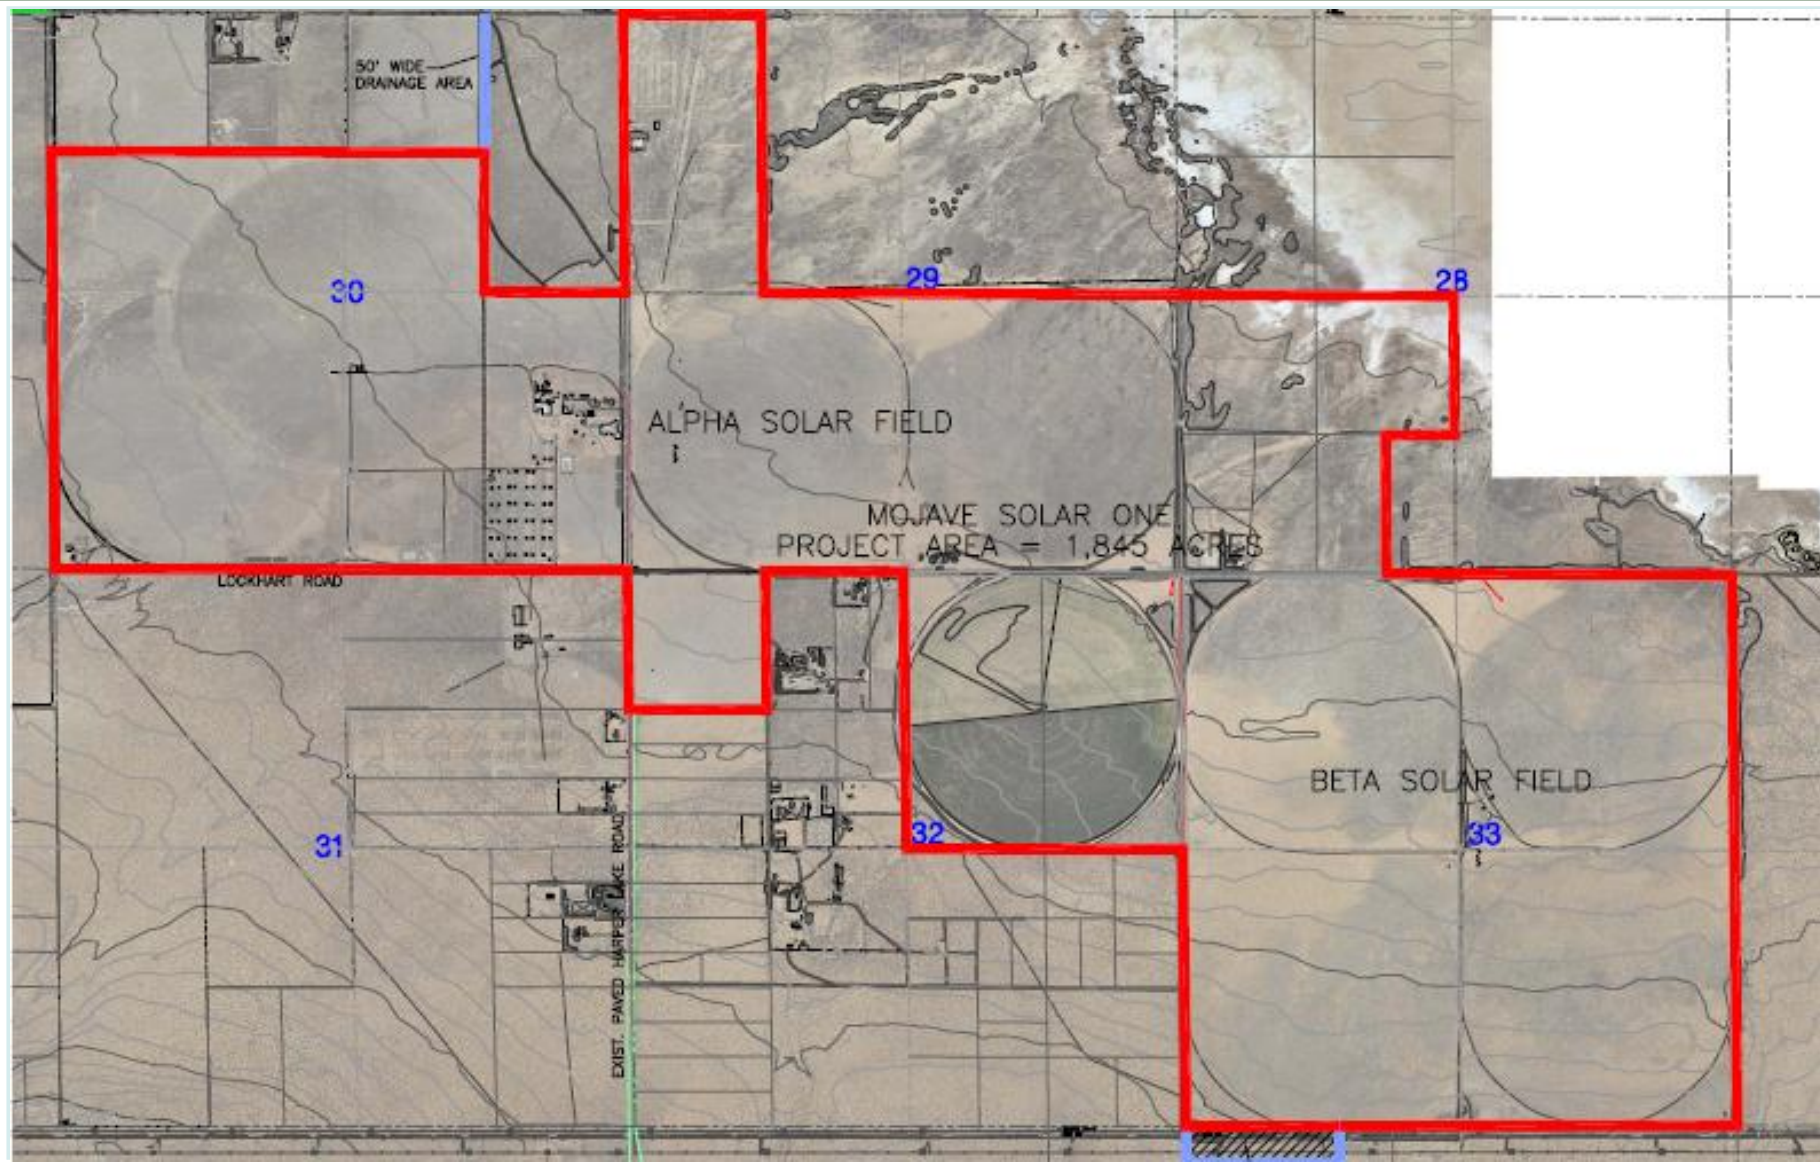 50' WIDE
DRAINAGE AREA
30
29
28
ALPHA SOLAR FIELD
MOJAVE SOLAR ONE
PROJECT AREA = 1,845 ACRES
LOCKHART ROAD
BETA SOLAR FIELD
31
32
33
EXIST. PAVED HARPER LAKE ROAD